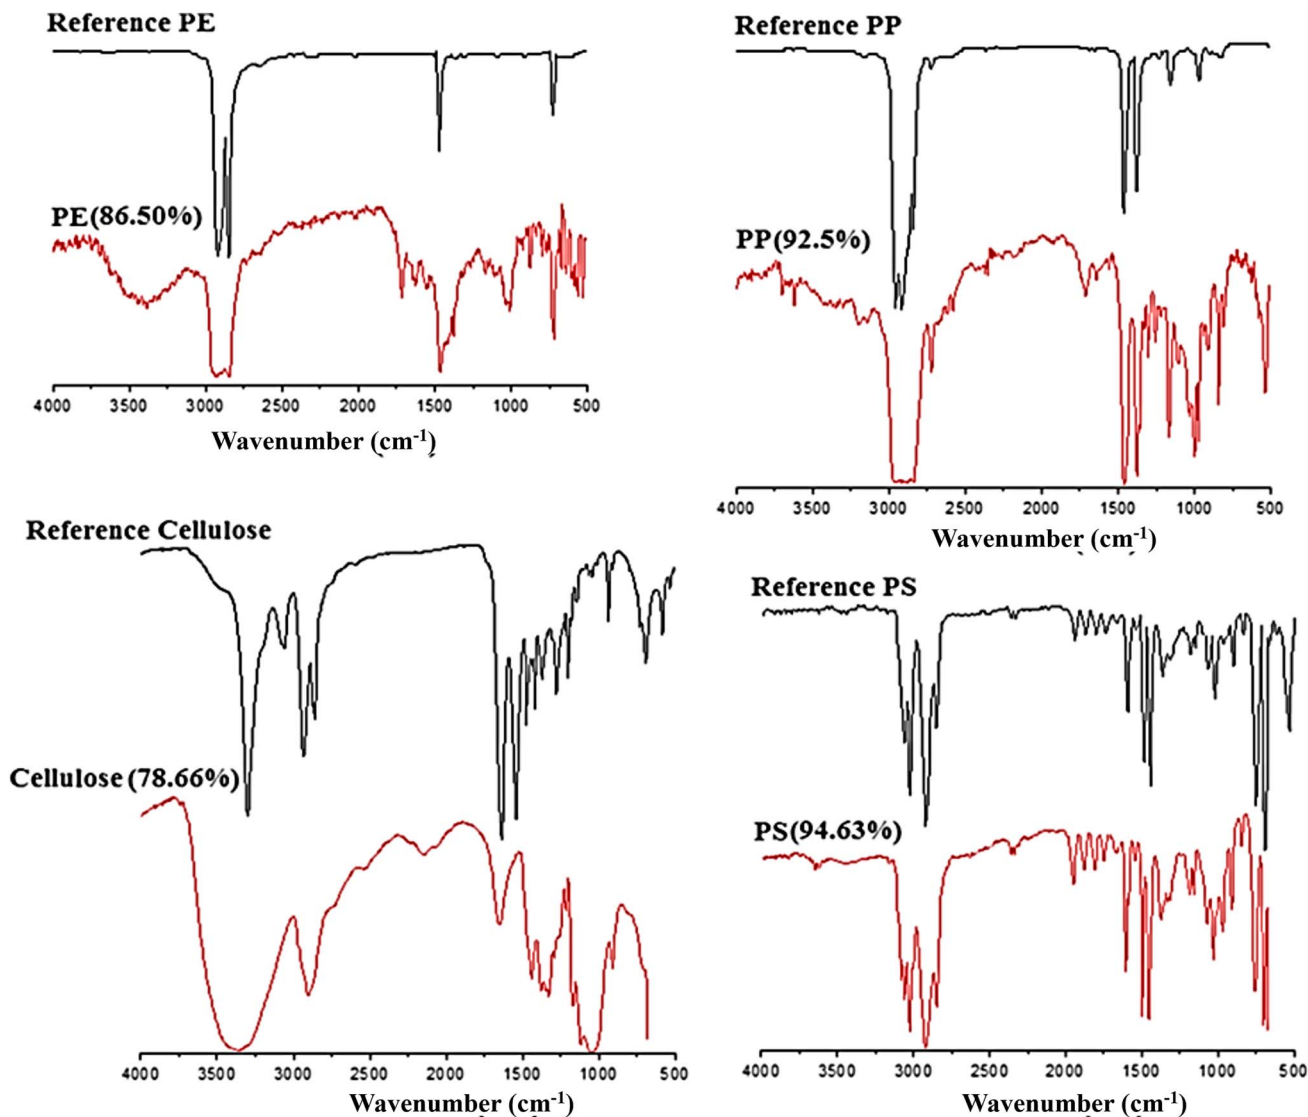 Reference PE
PE(86.50%)
4000 3500 3000 2500 2000 1500 1000 500
Wavenumber (cm-1)
Reference PP
PP(92.5%)
4000 3500 3000 2500 2000 1500 1000 500
Wavenumber (cm-1)
Reference Cellulose
Cellulose (78.66%)
4000 3500 3000 2500 2000 1500 1000 500
Wavenumber (cm-1)
Reference PS
PS(94.63%)
4000 3500 3000 2500 2000 1500 1000 500
Wavenumber (cm-1)